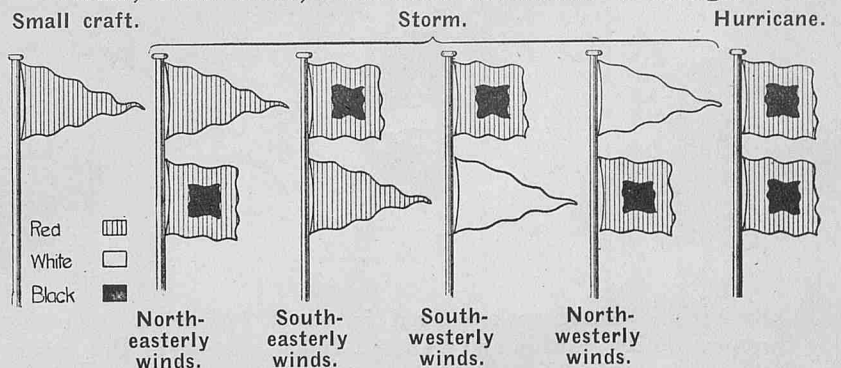 Small craft.
Storm.
Hurricane.
Red
White
Black
North-
easterly
winds.
South-
easterly
winds.
South-
westerly
winds.
North-
westerly
winds.